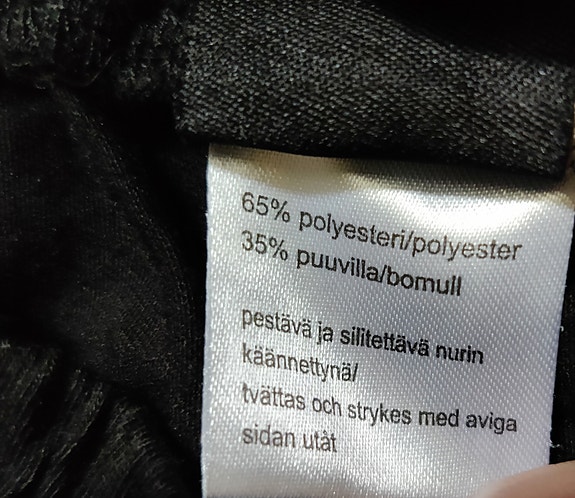 65% polyesteri/polyester
35% puuvilla/bomull
pestävä ja silitettävä nurin
käännettynä/
tvättas och strykes med aviga
sidan utåt